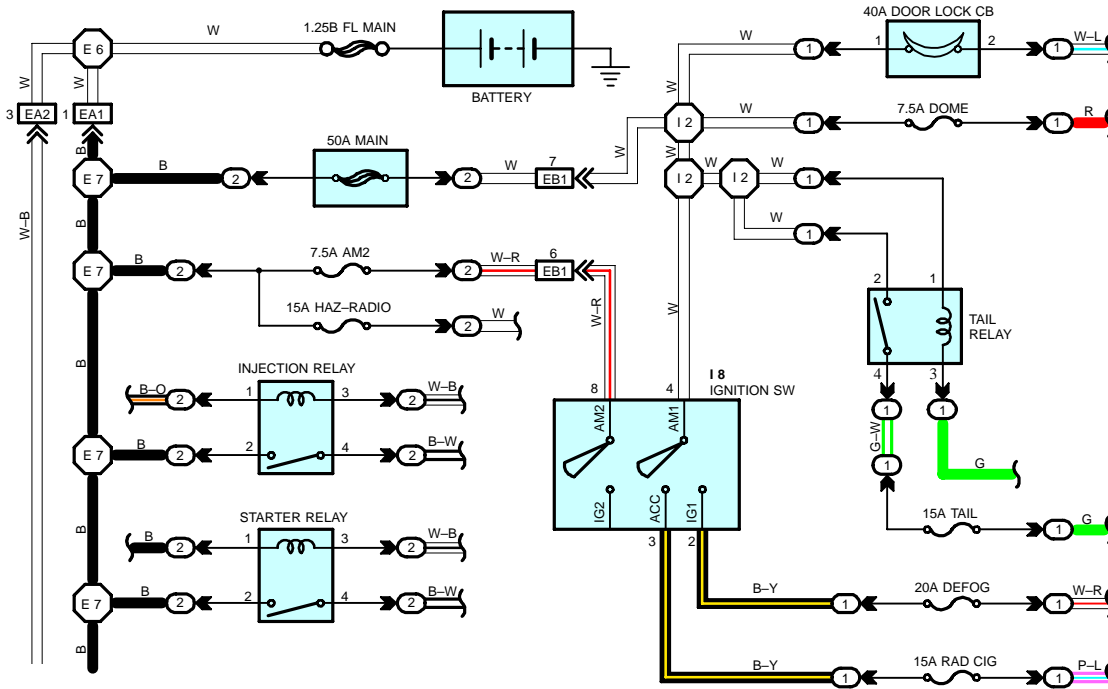 40A DOOR LOCK CB
1.25B FL MAIN
W
E 6
W
1
2
1
1
W–L
BATTERY
W
W
W
3
EA2
1
EA1
7.5A DOME
I 2
W
1
1
R
B
50A MAIN
7
W
W
E 7
B
2
2
W
EB1
I 2
W
I 2
W
1
W
1
W–B
B
7.5A AM2
W–R
6
E 7
B
2
2
EB1
2
1
15A HAZ–RADIO
W
2
W–R
W
TAIL
RELAY
B
INJECTION RELAY
I 8
IGNITION SW
4
3
B–O
2
1
3
2
W–B
8
4
1
1
AM2
AM1
G–W
E 7
B
2
2
4
2
B–W
1
G
B
IG2
ACC
IG1
STARTER RELAY
15A TAIL
1
G
B
2
1
3
2
W–B
3
2
E 7
B
2
2
4
2
B–W
B–Y
1
20A DEFOG
1
W–R
B
B–Y
1
15A RAD CIG
1
P–L